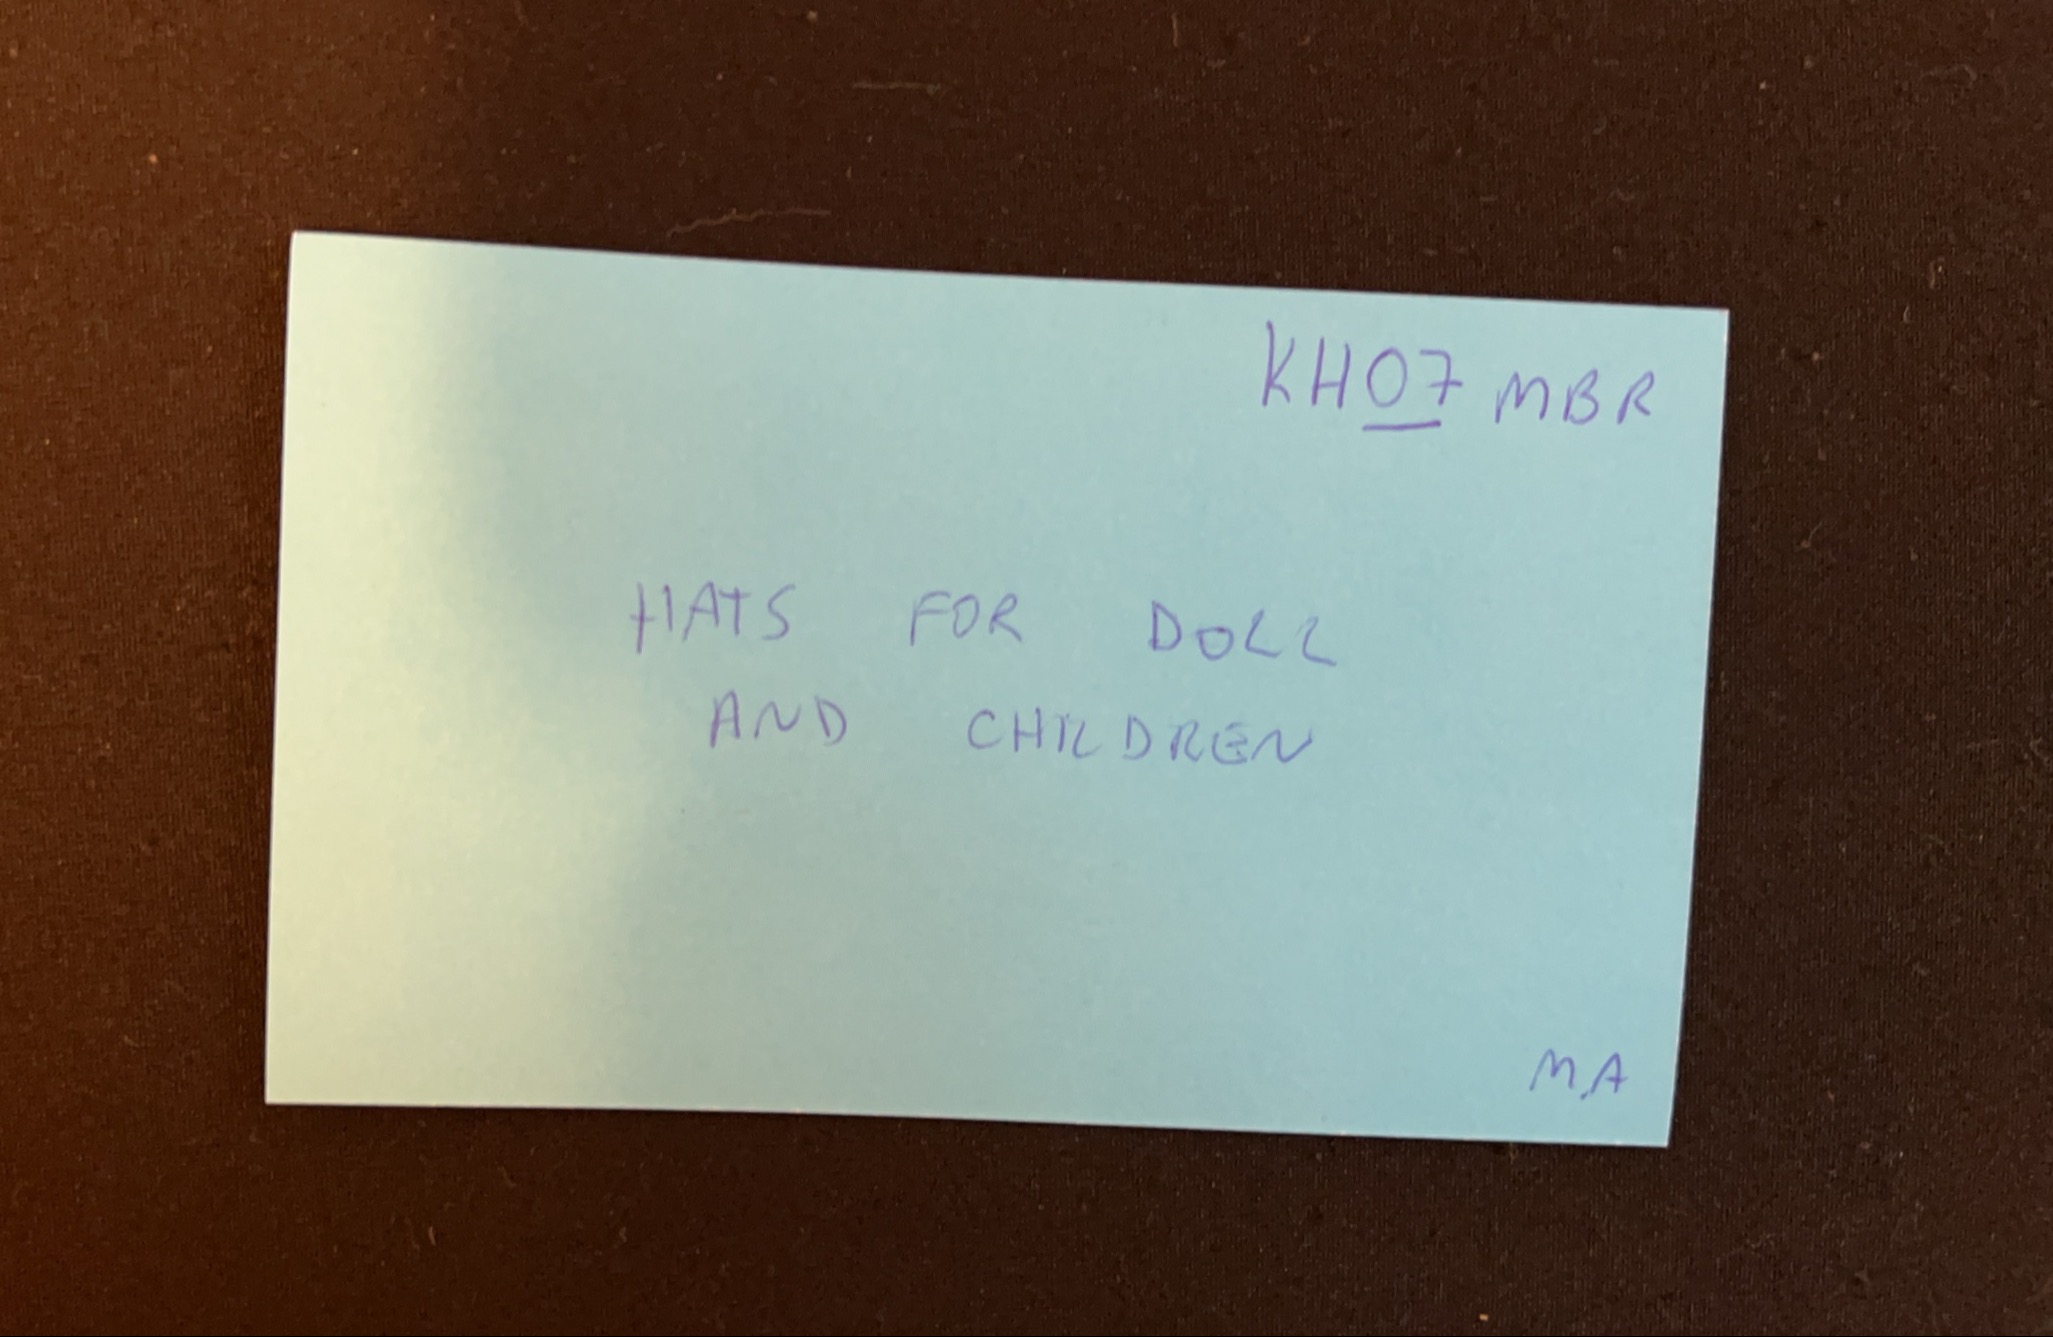 KH07 MBR
HATS FOR DOLL
AND CHILDREN
M.A